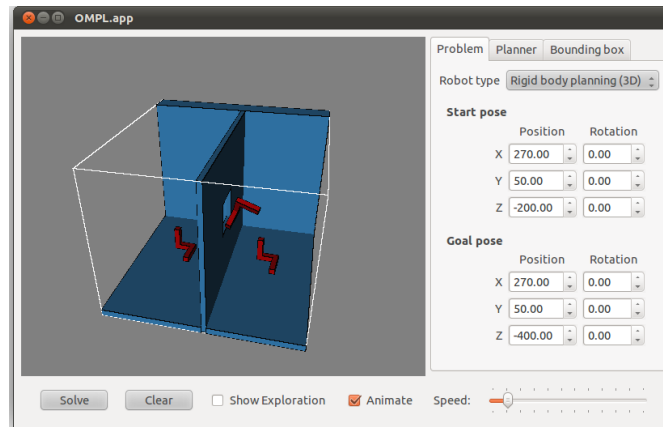 OMPL.app
Problem Planner Bounding box
Robot type Rigid body planning (3D)
Start pose
Position Rotation
X 270.00 0.00
Y 50.00 0.00
Z -200.00 0.00
Goal pose
Position Rotation
X 270.00 0.00
Y 50.00 0.00
Z -400.00 0.00
Solve Clear Show Exploration Animate Speed: